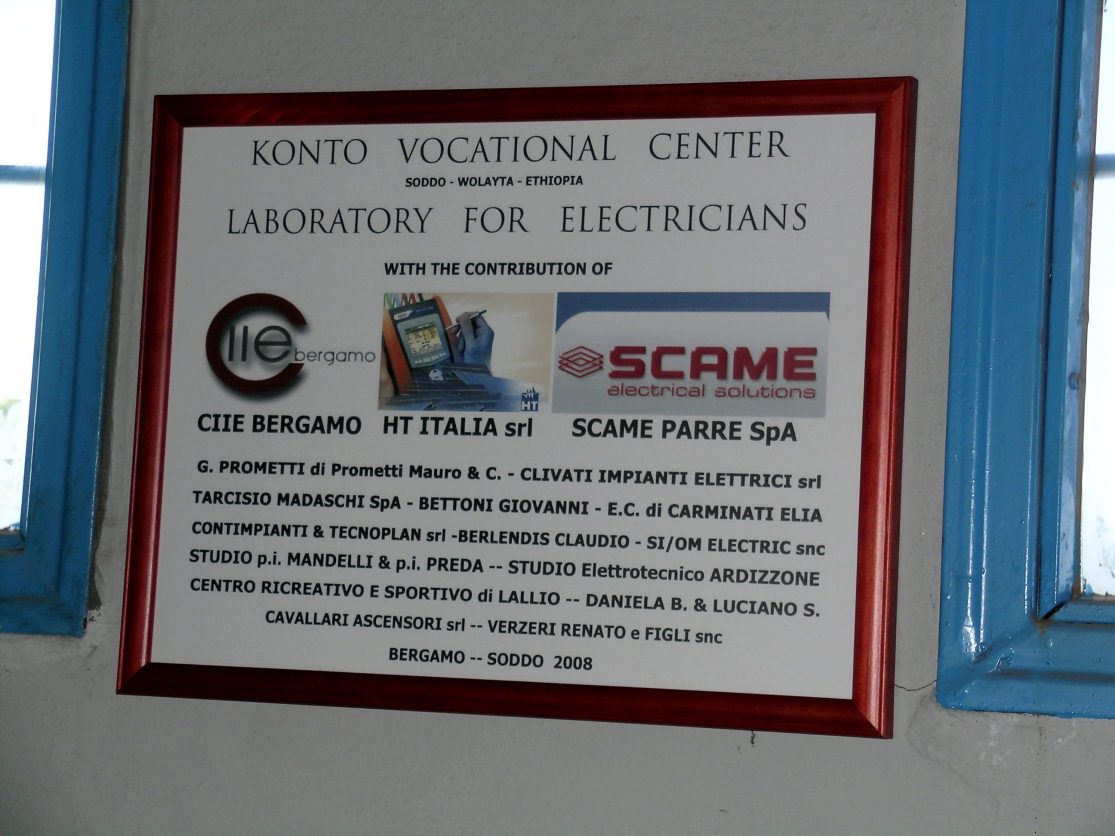 KONTO VOCATIONAL CENTER
SODDO - WOLAYTA - ETHIOPIA
LABORATORY FOR ELECTRICIANS
WITH THE CONTRIBUTION OF
CIIE bergamo
HT
SCAME
electrical solutions
CIIE BERGAMO HT ITALIA srl SCAME PARRE SpA
G. PROMETTI di Prometti Mauro & C. - CLIVATI IMPIANTI ELETTRICI srl
TARCISIO MADASCHI SpA - BETTONI GIOVANNI - E.C. di CARMINATI ELIA
CONTIMPIANTI & TECNOPLAN srl -BERLENDIS CLAUDIO - SI/OM ELECTRIC snc
STUDIO p.i. MANDELLI & p.i. PREDA -- STUDIO Elettrotecnico ARDIZZONE
CENTRO RICREATIVO E SPORTIVO di LALLIO -- DANIELA B. & LUCIANO S.
CAVALLARI ASCENSORI srl -- VERZERI RENATO e FIGLI snc
BERGAMO -- SODDO 2008